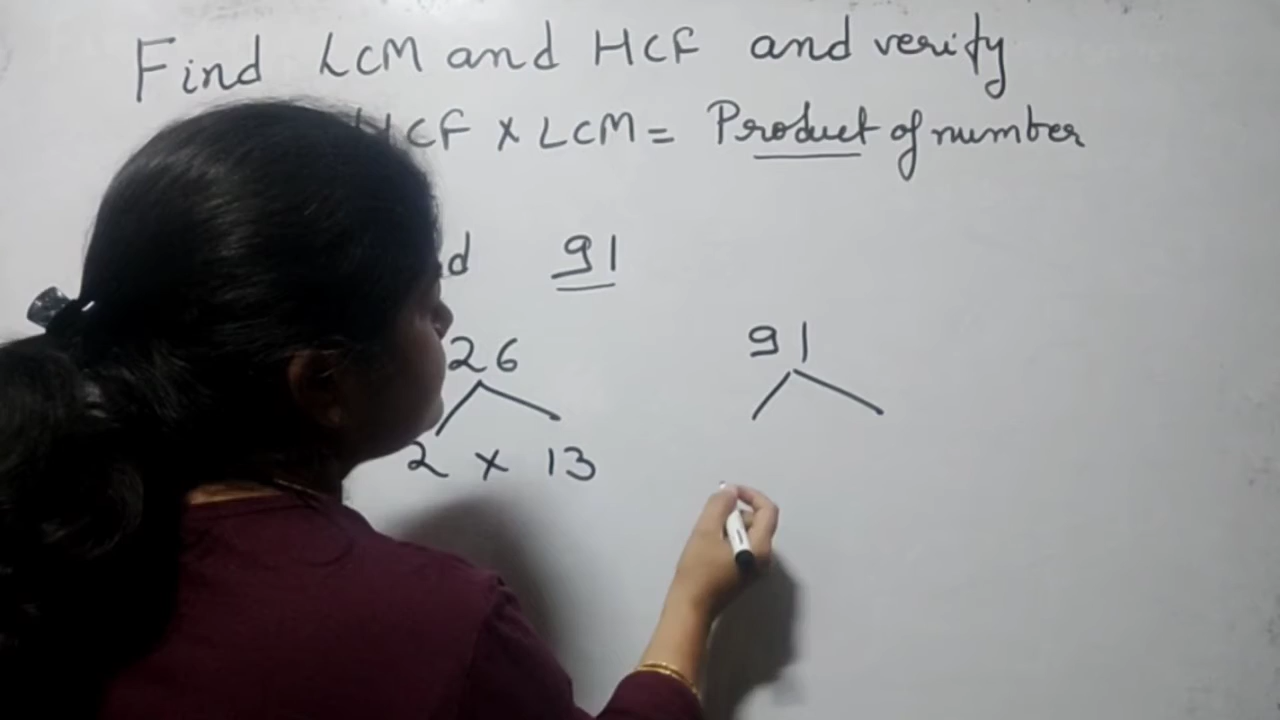 Find LCM and HCF and verify
HCF × LCM = Product of number
91
26 91
2 × 13